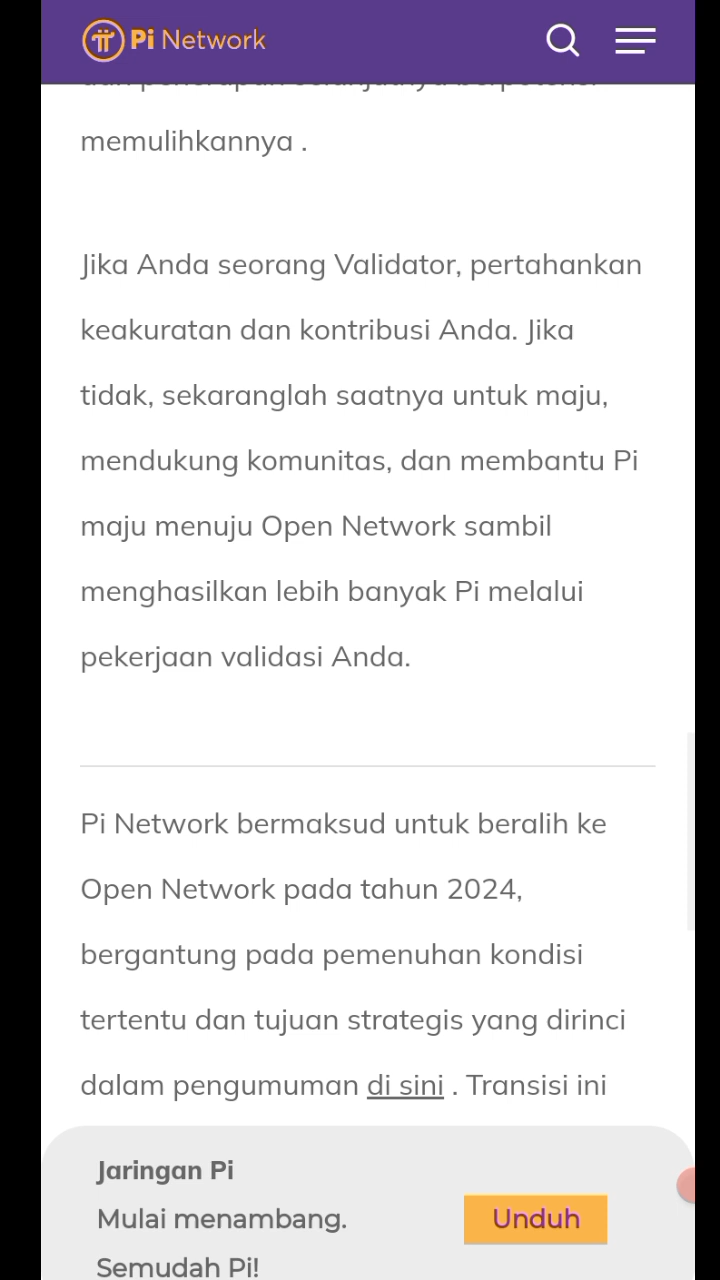 Pi Network
memulihkannya .
Jika Anda seorang Validator, pertahankan
keakuratan dan kontribusi Anda. Jika
tidak, sekaranglah saatnya untuk maju,
mendukung komunitas, dan membantu Pi
maju menuju Open Network sambil
menghasilkan lebih banyak Pi melalui
pekerjaan validasi Anda.
Pi Network bermaksud untuk beralih ke
Open Network pada tahun 2024,
bergantung pada pemenuhan kondisi
tertentu dan tujuan strategis yang dirinci
dalam pengumuman di sini . Transisi ini
Jaringan Pi
Mulai menambang.
Unduh
Semudah Pi!